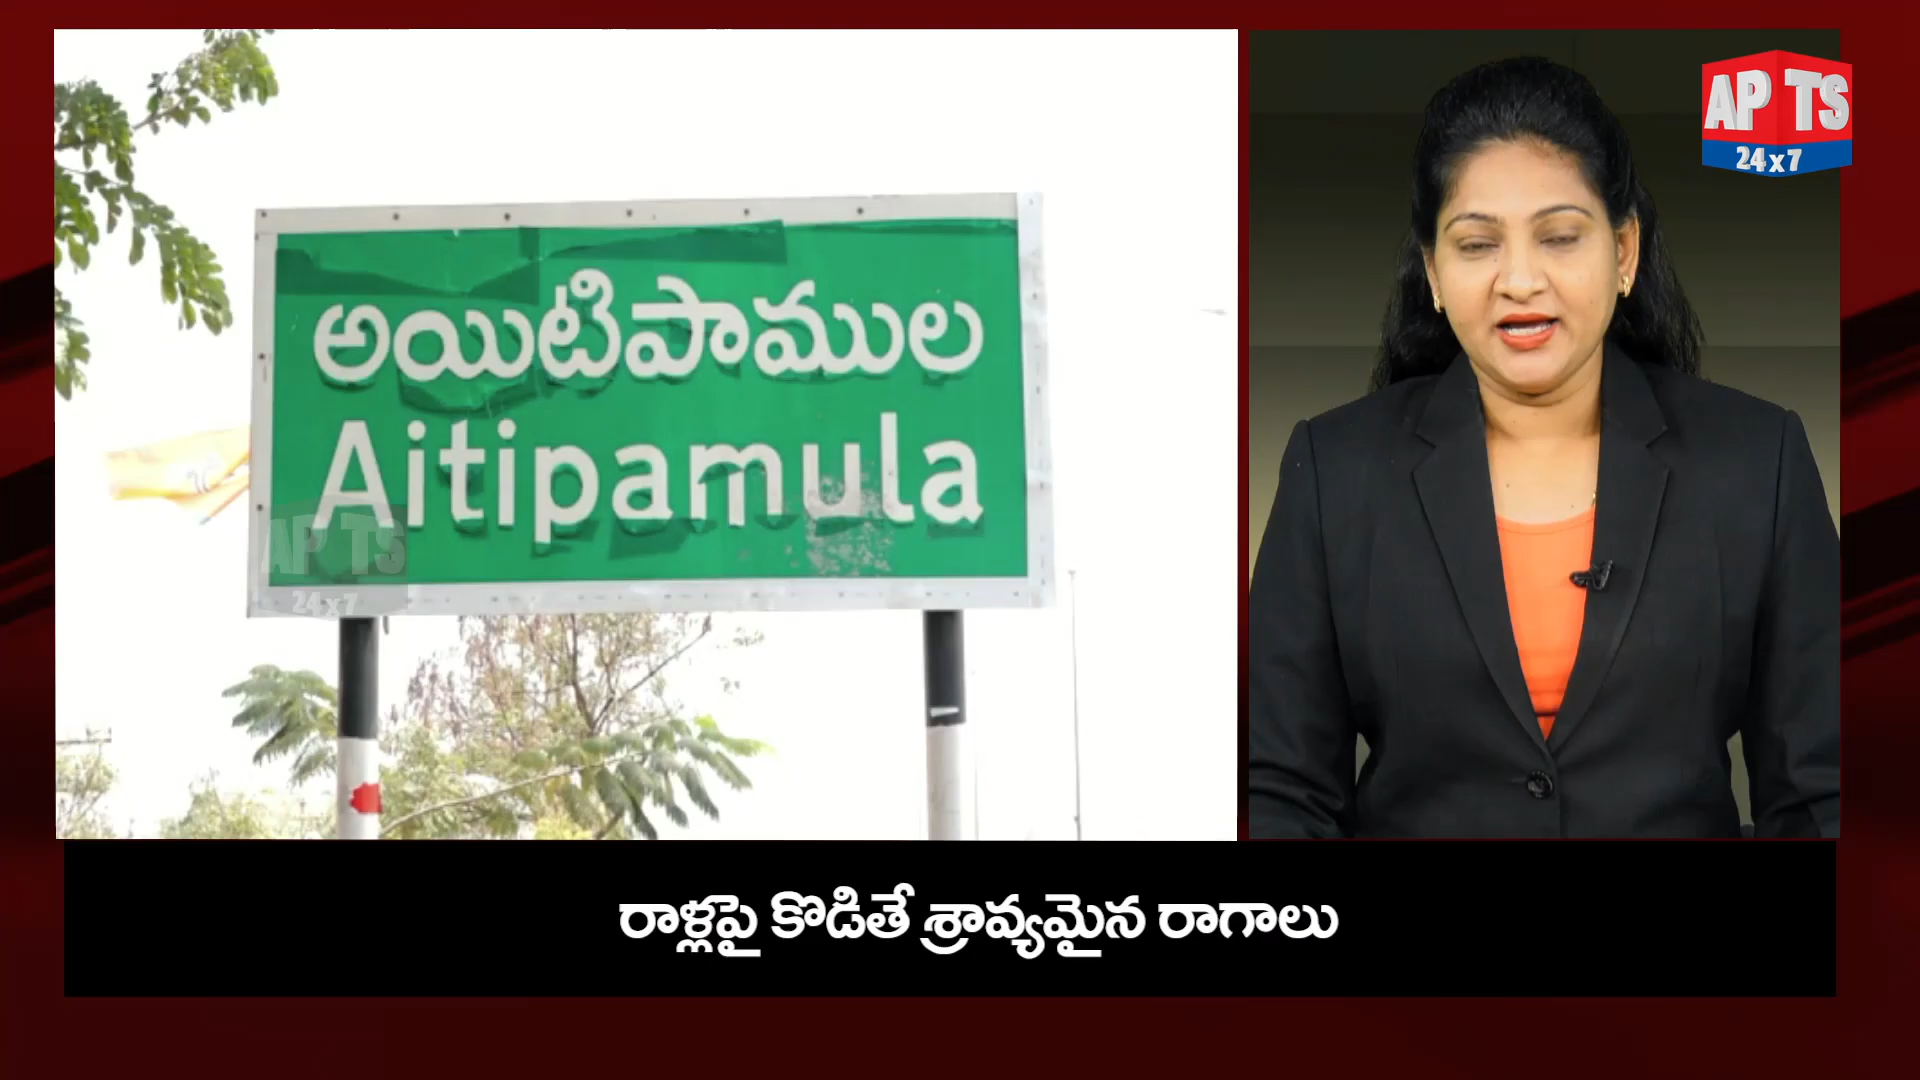 అయిటిపాముల
Aitipamula
AP TS
24x7
AP TS
24x7
రాళ్లపై కొడితే శ్రావ్యమైన రాగాలు